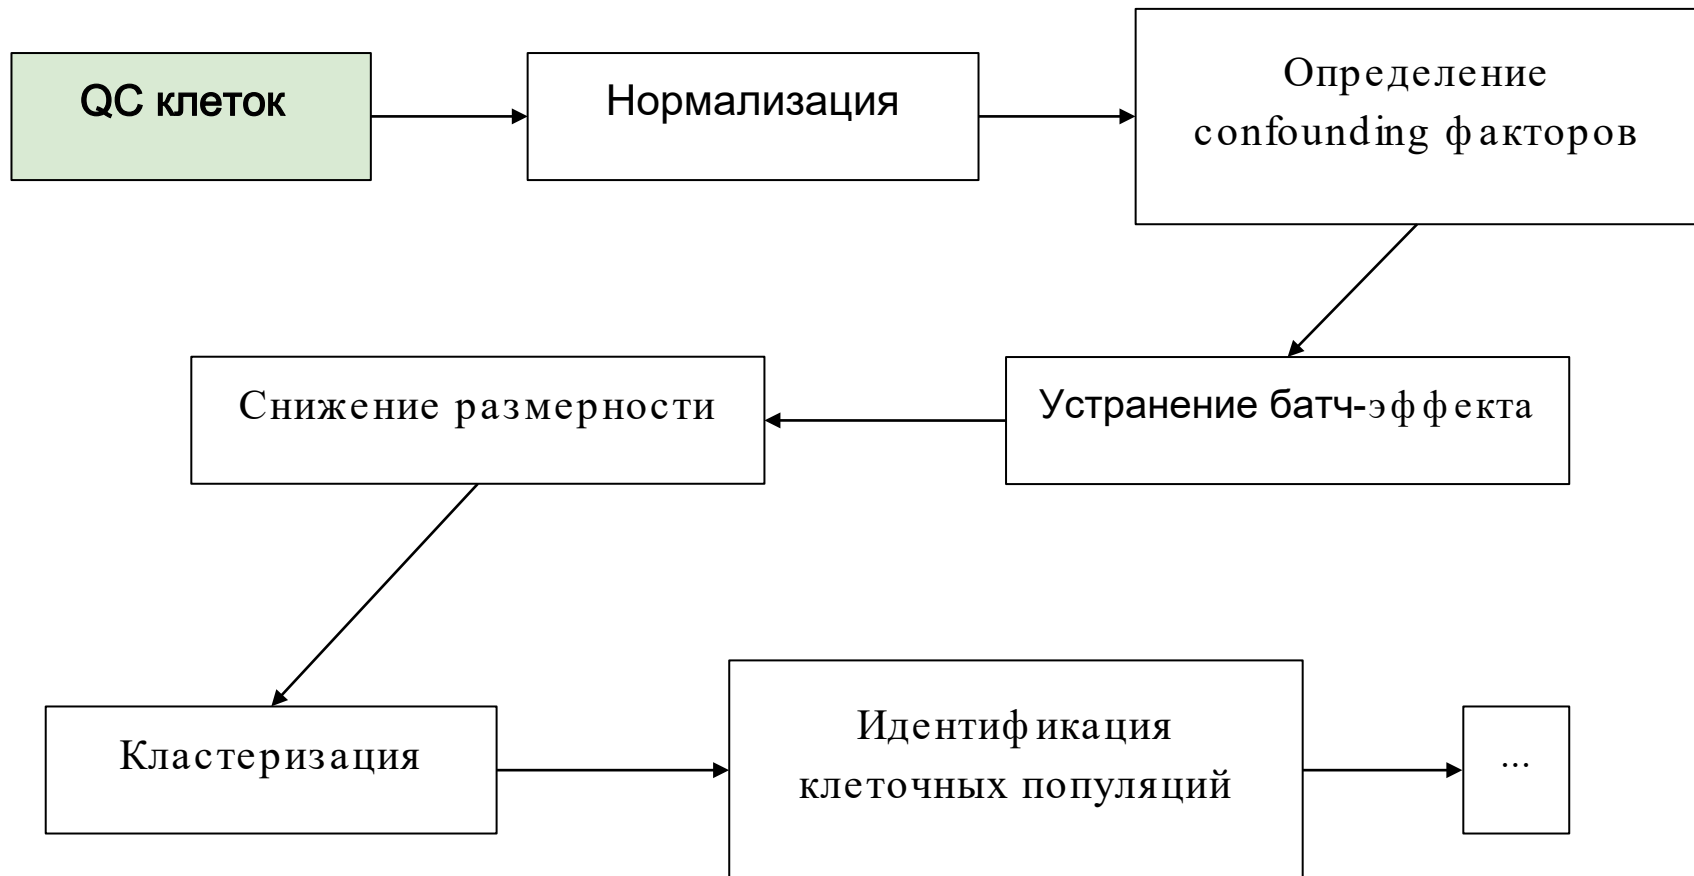 QC клеток
Нормализация
Определение
confounding факторов
Устранение батч-эффекта
Снижение размерности
Кластеризация
Идентификация
клеточных популяций
...